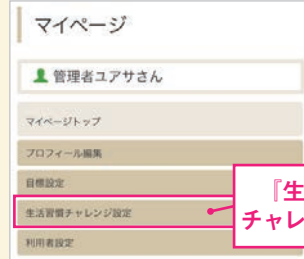 マイページ
管理者ユアサさん
マイページトップ
プロフィール編集
目標設定
生活習慣チャレンジ設定
利用者設定
『生
チャレ